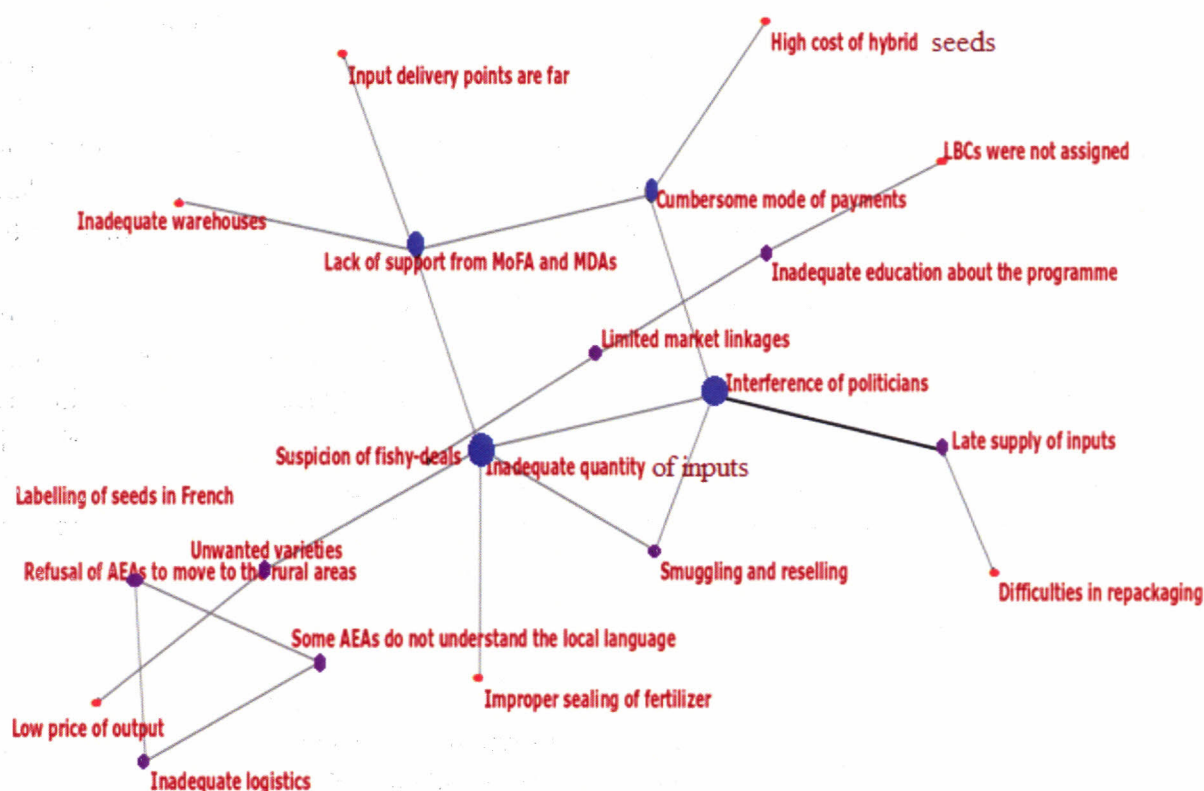 High cost of hybrid seeds
Input delivery points are far
LBCs were not assigned
Cumbersome mode of payments
Inadequate warehouses
Lack of support from MoFA and MDAs
Inadequate education about the programme
Limited market linkages
Interference of politicians
Late supply of inputs
Suspicion of fishy-deals
Inadequate quantity of inputs
Labelling of seeds in French
Unwanted varieties
Refusal of AEAs to move to the rural areas
Smuggling and reselling
Difficulties in repackaging
Some AEAs do not understand the local language
Improper sealing of fertilizer
Low price of output
Inadequate logistics